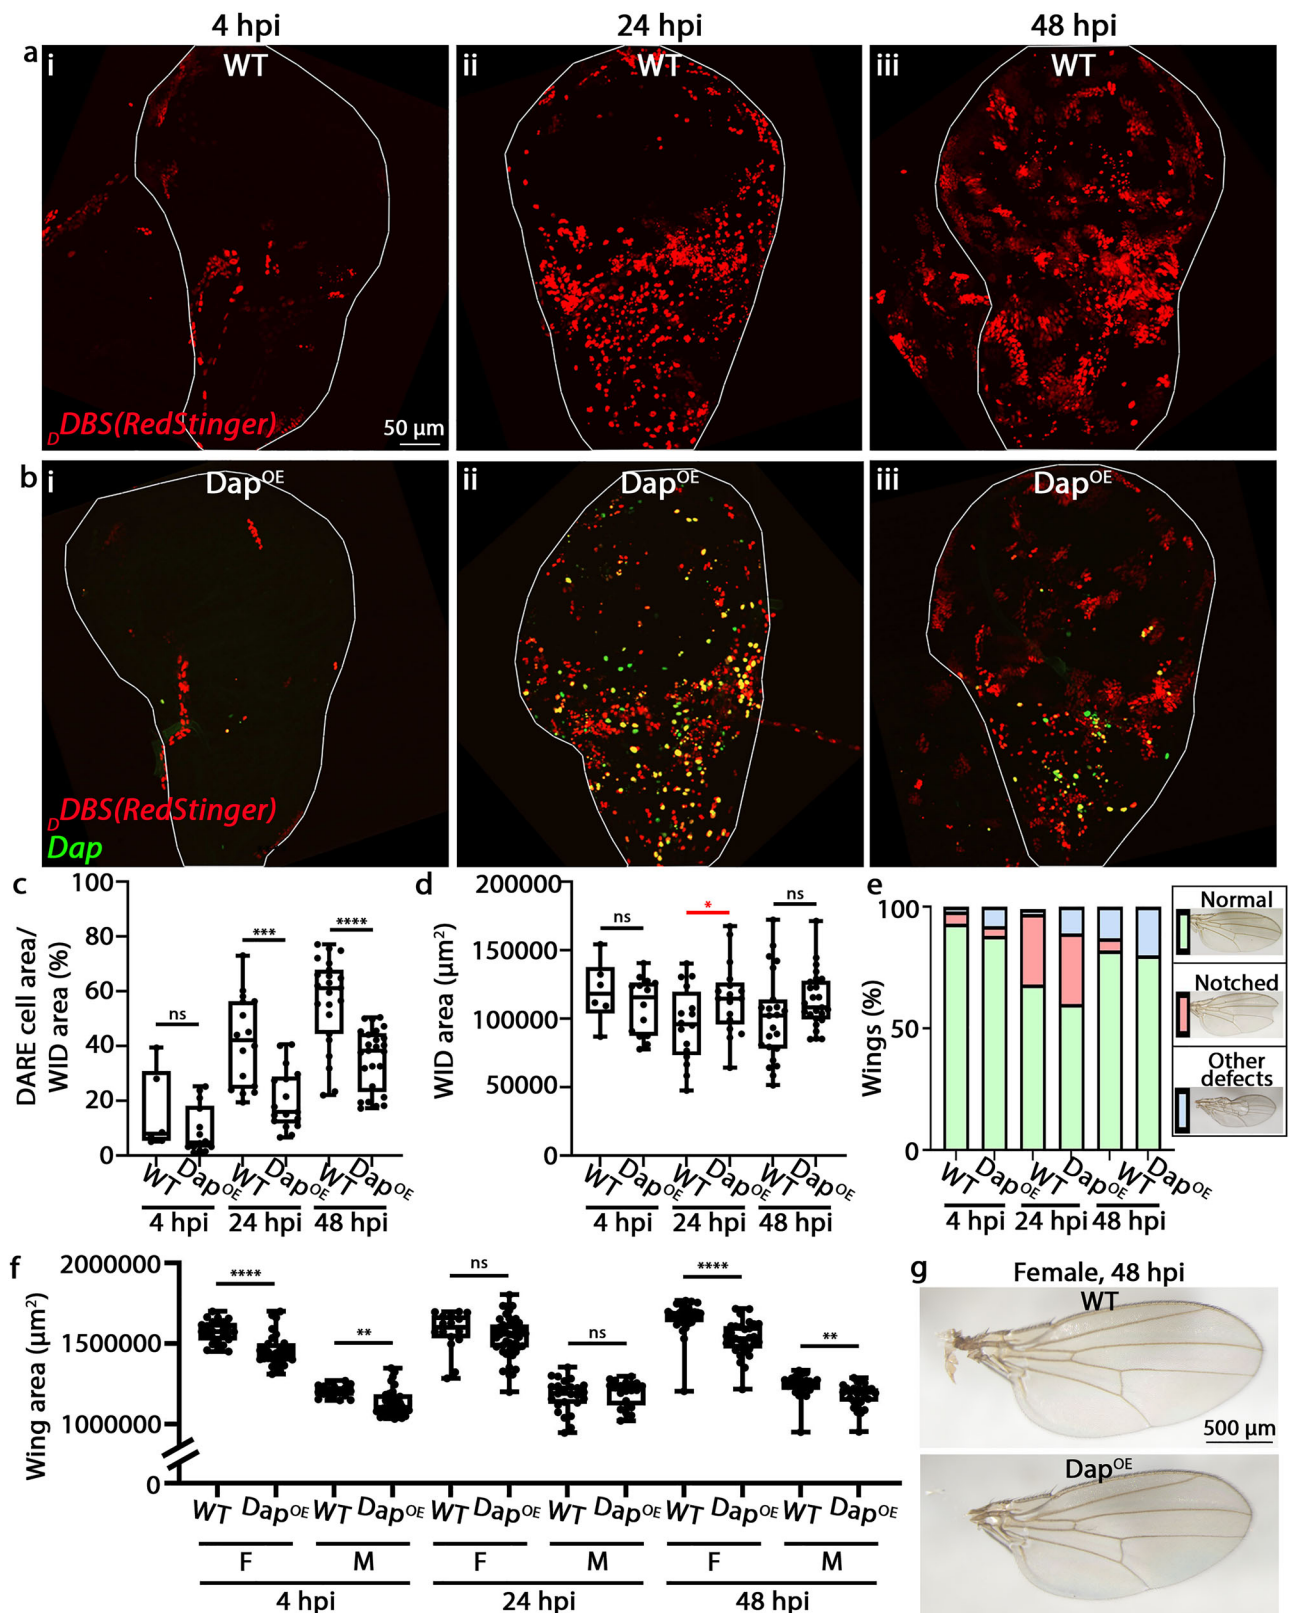 4 hpi 24 hpi 48 hpi
a i WT ii WT iii WT
DDBS(RedStinger) 50 µm
b i DapOE ii DapOE iii DapOE
DDBS(RedStinger)
Dap
c
DARE cell area/
WID area (%)
100
80
60
40
20
0
ns *** ****
WT DapOE WT DapOE WT DapOE
4 hpi 24 hpi 48 hpi
d
WID area (µm2)
200000
150000
100000
50000
0
ns * ns
WT DapOE WT DapOE WT DapOE
4 hpi 24 hpi 48 hpi
e
Wings (%)
100
50
0
WT DapOE WT DapOE WT DapOE
4 hpi 24 hpi 48 hpi
Normal
Notched
Other
defects
f
Wing area (µm2)
2000000
1500000
1000000
0
**** ** ns ns **** **
WT DapOE WT DapOE WT DapOE WT DapOE WT DapOE WT DapOE
F M F M F M
4 hpi 24 hpi 48 hpi
g
Female, 48 hpi
WT
500 µm
DapOE